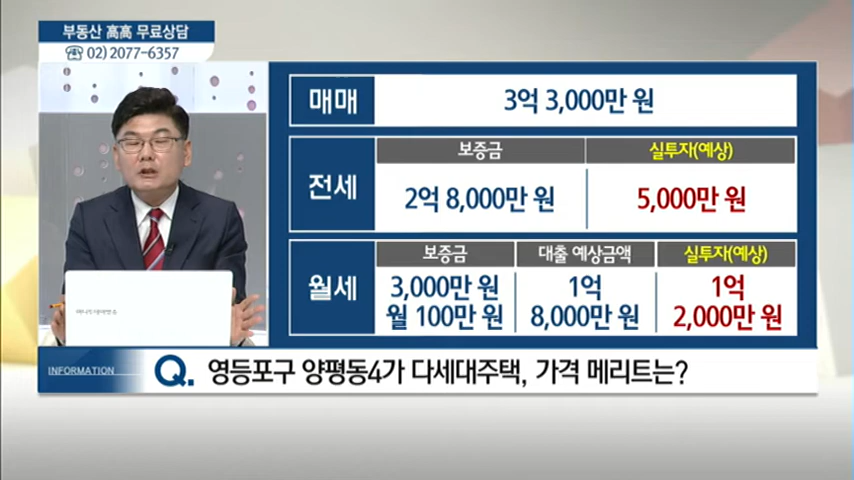 부동산 高高 무료상담
☎ 02) 2077-6357
매매
3억 3,000만 원
전세
보증금
실투자(예상)
2억 8,000만 원
5,000만 원
월세
보증금
대출 예상금액
실투자(예상)
3,000만 원
월 100만 원
1억
8,000만 원
1억
2,000만 원
INFORMATION
Q. 영등포구 양평동4가 다세대주택, 가격 메리트는?